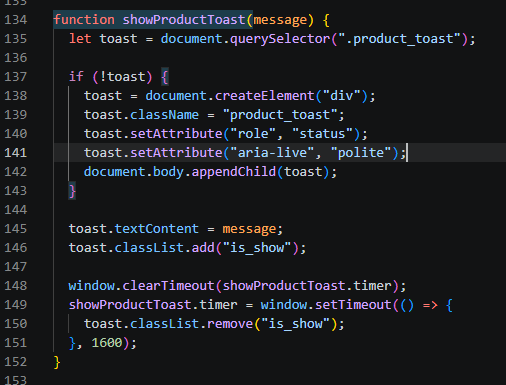 133
134 function showProductToast(message) {
135   let toast = document.querySelector(".product_toast");
136
137   if (!toast) {
138     toast = document.createElement("div");
139     toast.className = "product_toast";
140     toast.setAttribute("role", "status");
141     toast.setAttribute("aria-live", "polite");
142     document.body.appendChild(toast);
143   }
144
145   toast.textContent = message;
146   toast.classList.add("is_show");
147
148   window.clearTimeout(showProductToast.timer);
149   showProductToast.timer = window.setTimeout(() => {
150     toast.classList.remove("is_show");
151   }, 1600);
152 }
153